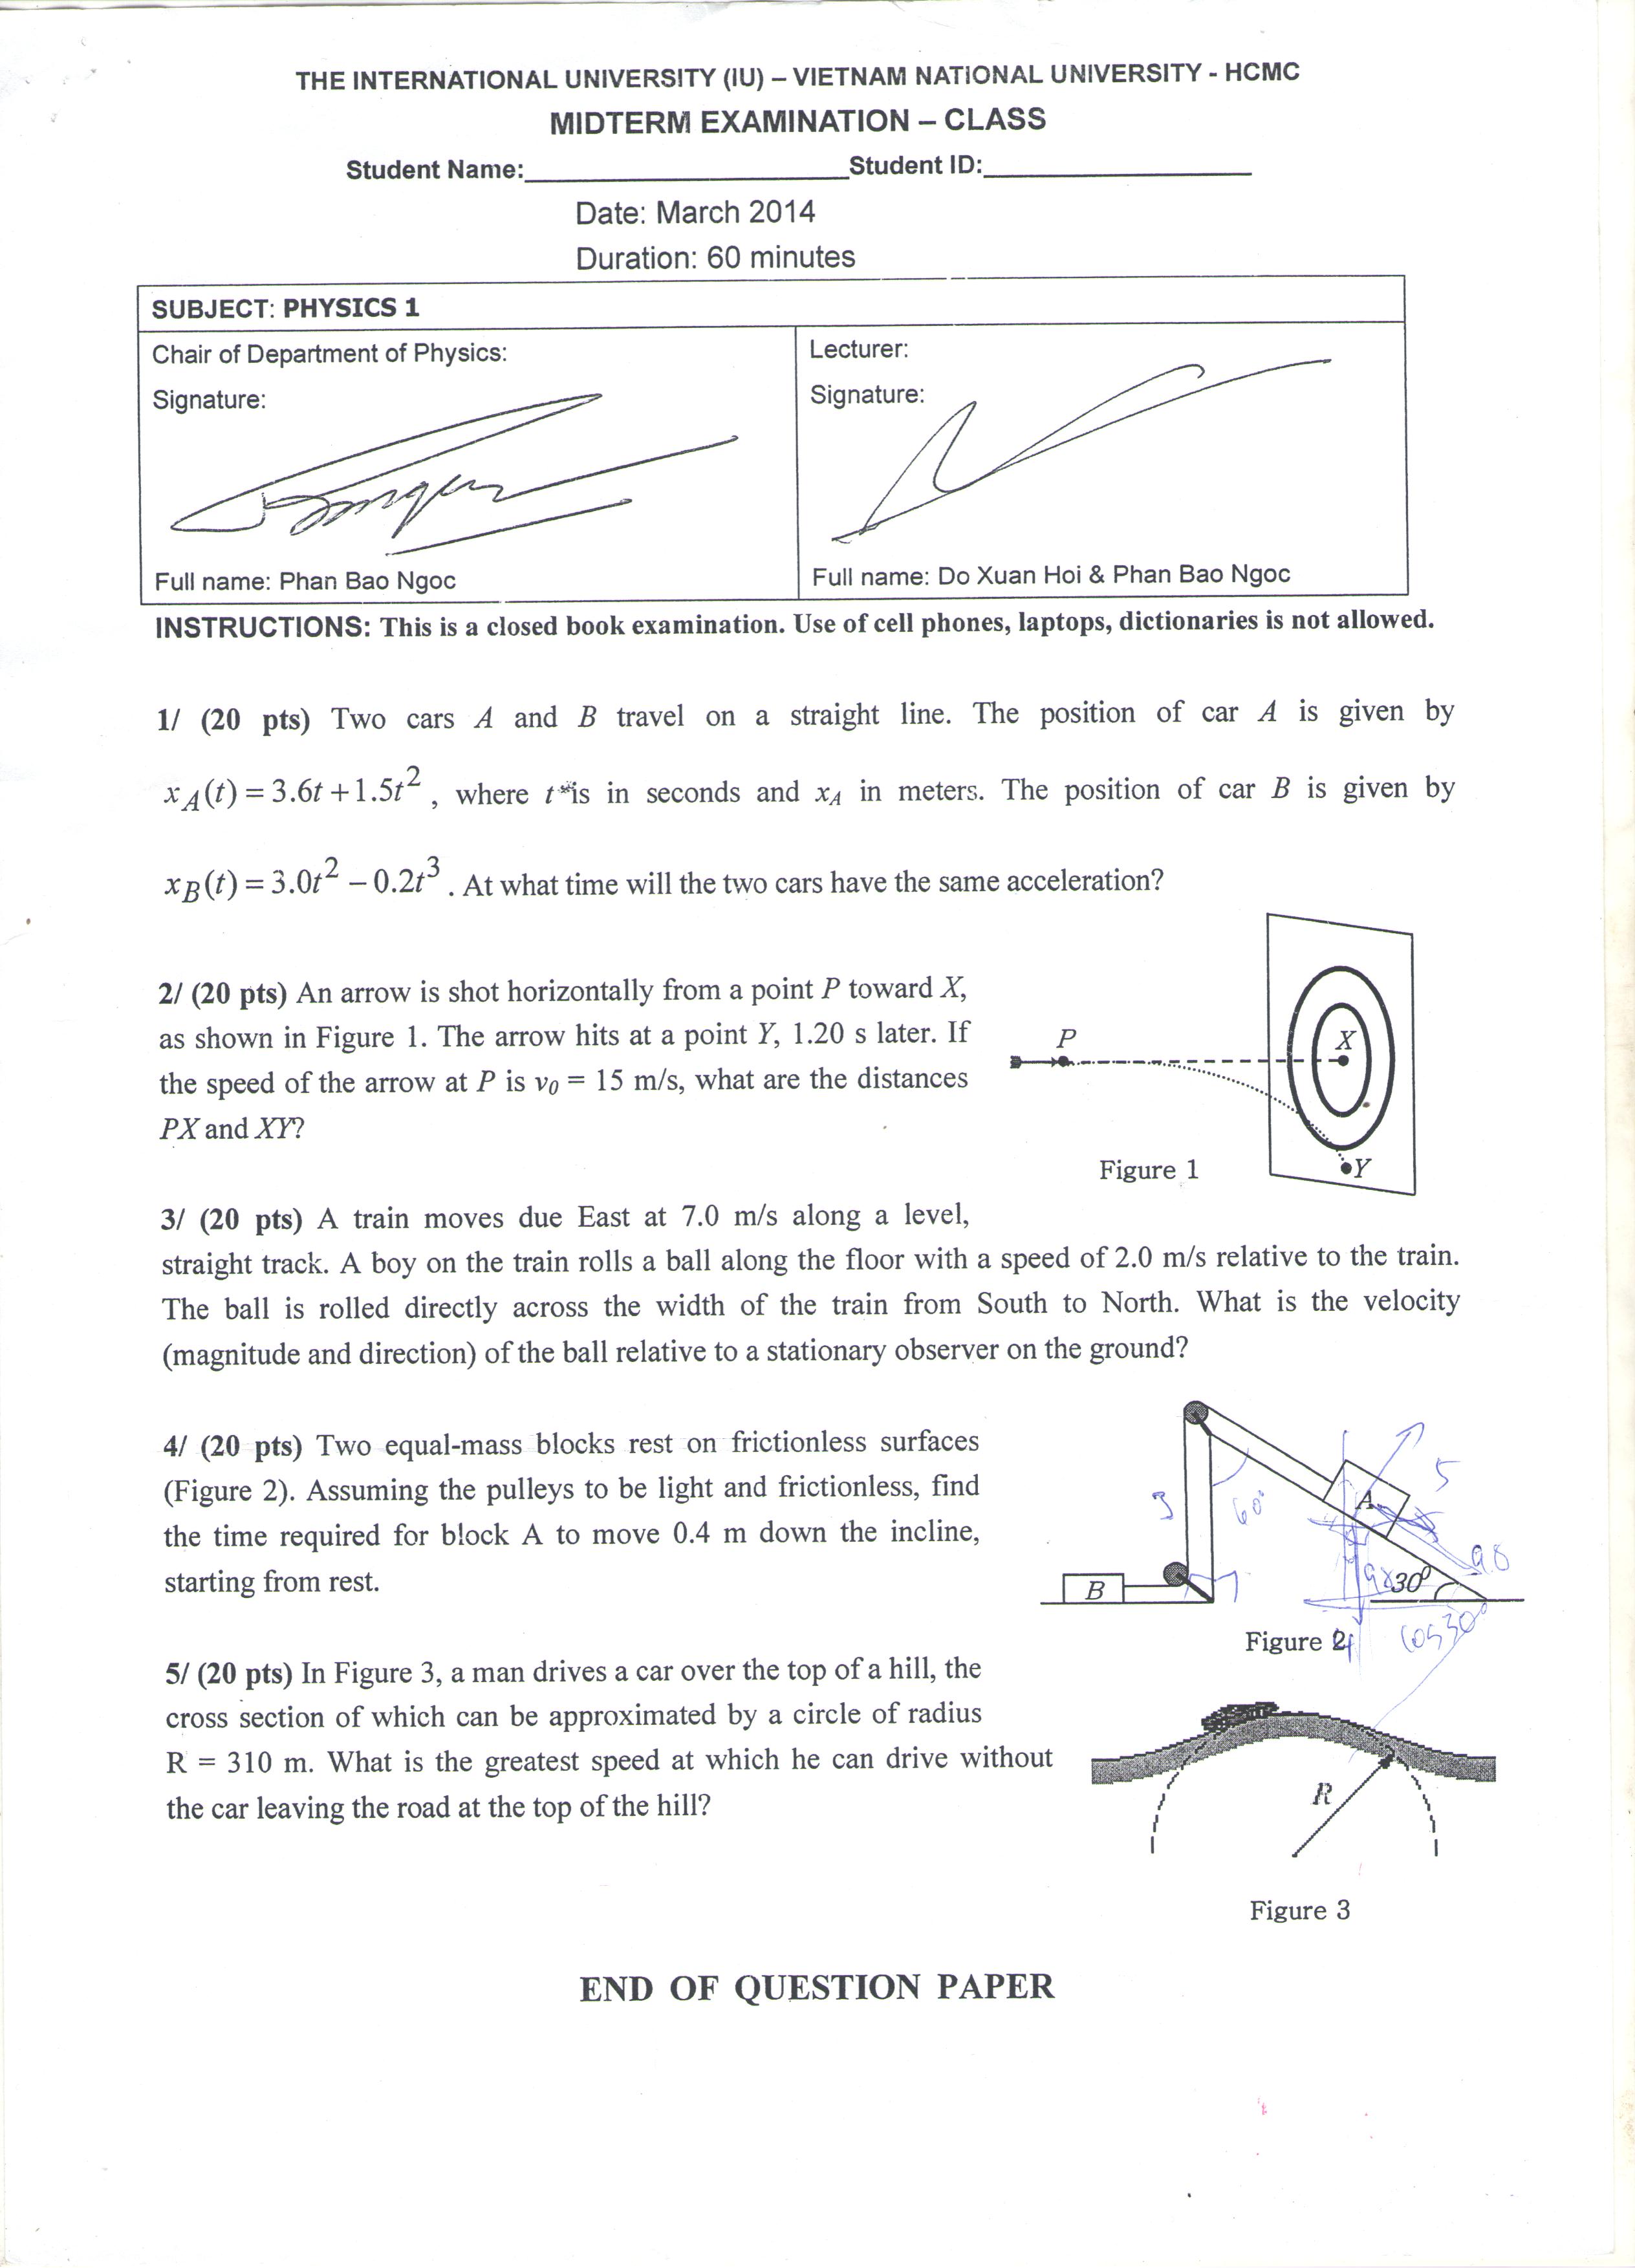 THE INTERNATIONAL UNIVERSITY (IU) – VIETNAM NATIONAL UNIVERSITY - HCMC
MIDTERM EXAMINATION – CLASS
Student Name:____________________Student ID:________________
Date: March 2014
Duration: 60 minutes
SUBJECT: PHYSICS 1
Chair of Department of Physics:
Signature:
Full name: Phan Bao Ngoc
Lecturer:
Signature:
Full name: Do Xuan Hoi & Phan Bao Ngoc
INSTRUCTIONS: This is a closed book examination. Use of cell phones, laptops, dictionaries is not allowed.
1/ (20 pts) Two cars A and B travel on a straight line. The position of car A is given by
x_A(t) = 3.6t + 1.5t², where t is in seconds and x_A in meters. The position of car B is given by
x_B(t) = 3.0t² – 0.2t³. At what time will the two cars have the same acceleration?
2/ (20 pts) An arrow is shot horizontally from a point P toward X,
as shown in Figure 1. The arrow hits at a point Y, 1.20 s later. If
the speed of the arrow at P is v₀ = 15 m/s, what are the distances
PX and XY?
P
X
Y
Figure 1
3/ (20 pts) A train moves due East at 7.0 m/s along a level,
straight track. A boy on the train rolls a ball along the floor with a speed of 2.0 m/s relative to the train.
The ball is rolled directly across the width of the train from South to North. What is the velocity
(magnitude and direction) of the ball relative to a stationary observer on the ground?
4/ (20 pts) Two equal-mass blocks rest on frictionless surfaces
(Figure 2). Assuming the pulleys to be light and frictionless, find
the time required for block A to move 0.4 m down the incline,
starting from rest.
5
A
60°
9.8
30⁰
B
Figure 2
cos30°
5/ (20 pts) In Figure 3, a man drives a car over the top of a hill, the
cross section of which can be approximated by a circle of radius
R = 310 m. What is the greatest speed at which he can drive without
the car leaving the road at the top of the hill?
R
Figure 3
END OF QUESTION PAPER